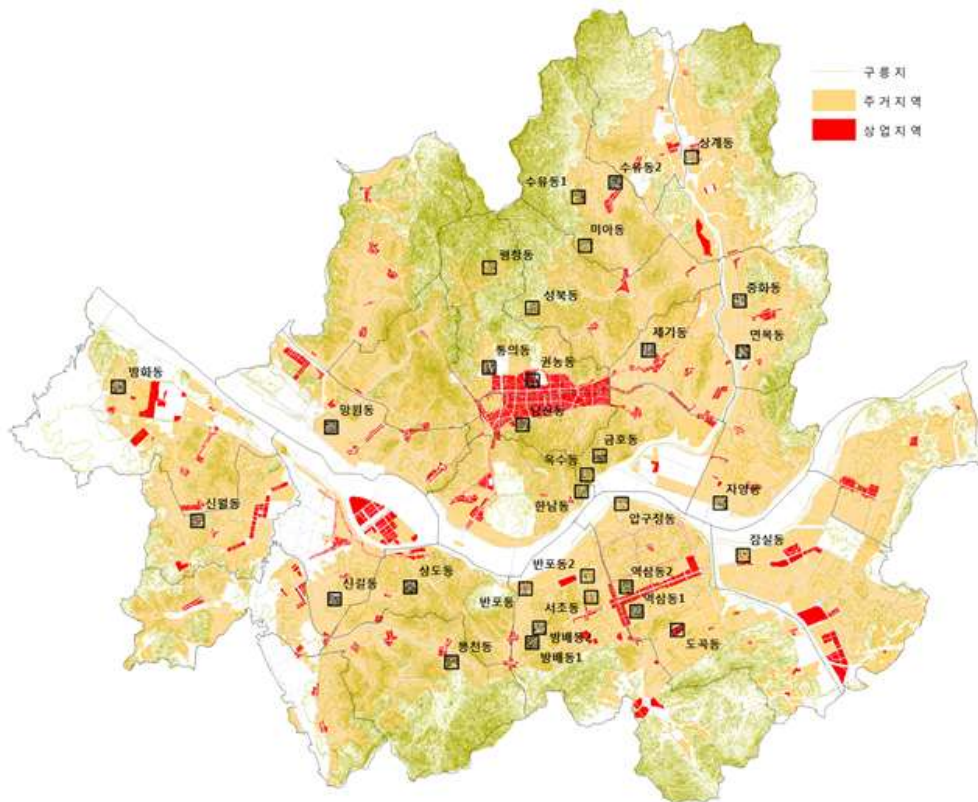 구릉지
주거지역
상업지역
상계동
수유동2
수유동1
미아동
평창동
성북동
중화동
제기동
면목동
통의동
권농동
방화동
망원동
남산동
금호동
옥수동
한남동
자양동
압구정동
신월동
잠실동
반포동2
역삼동2
신길동
상도동
반포동
서초동
역삼동1
도곡동
방배동2
방배동1
봉천동